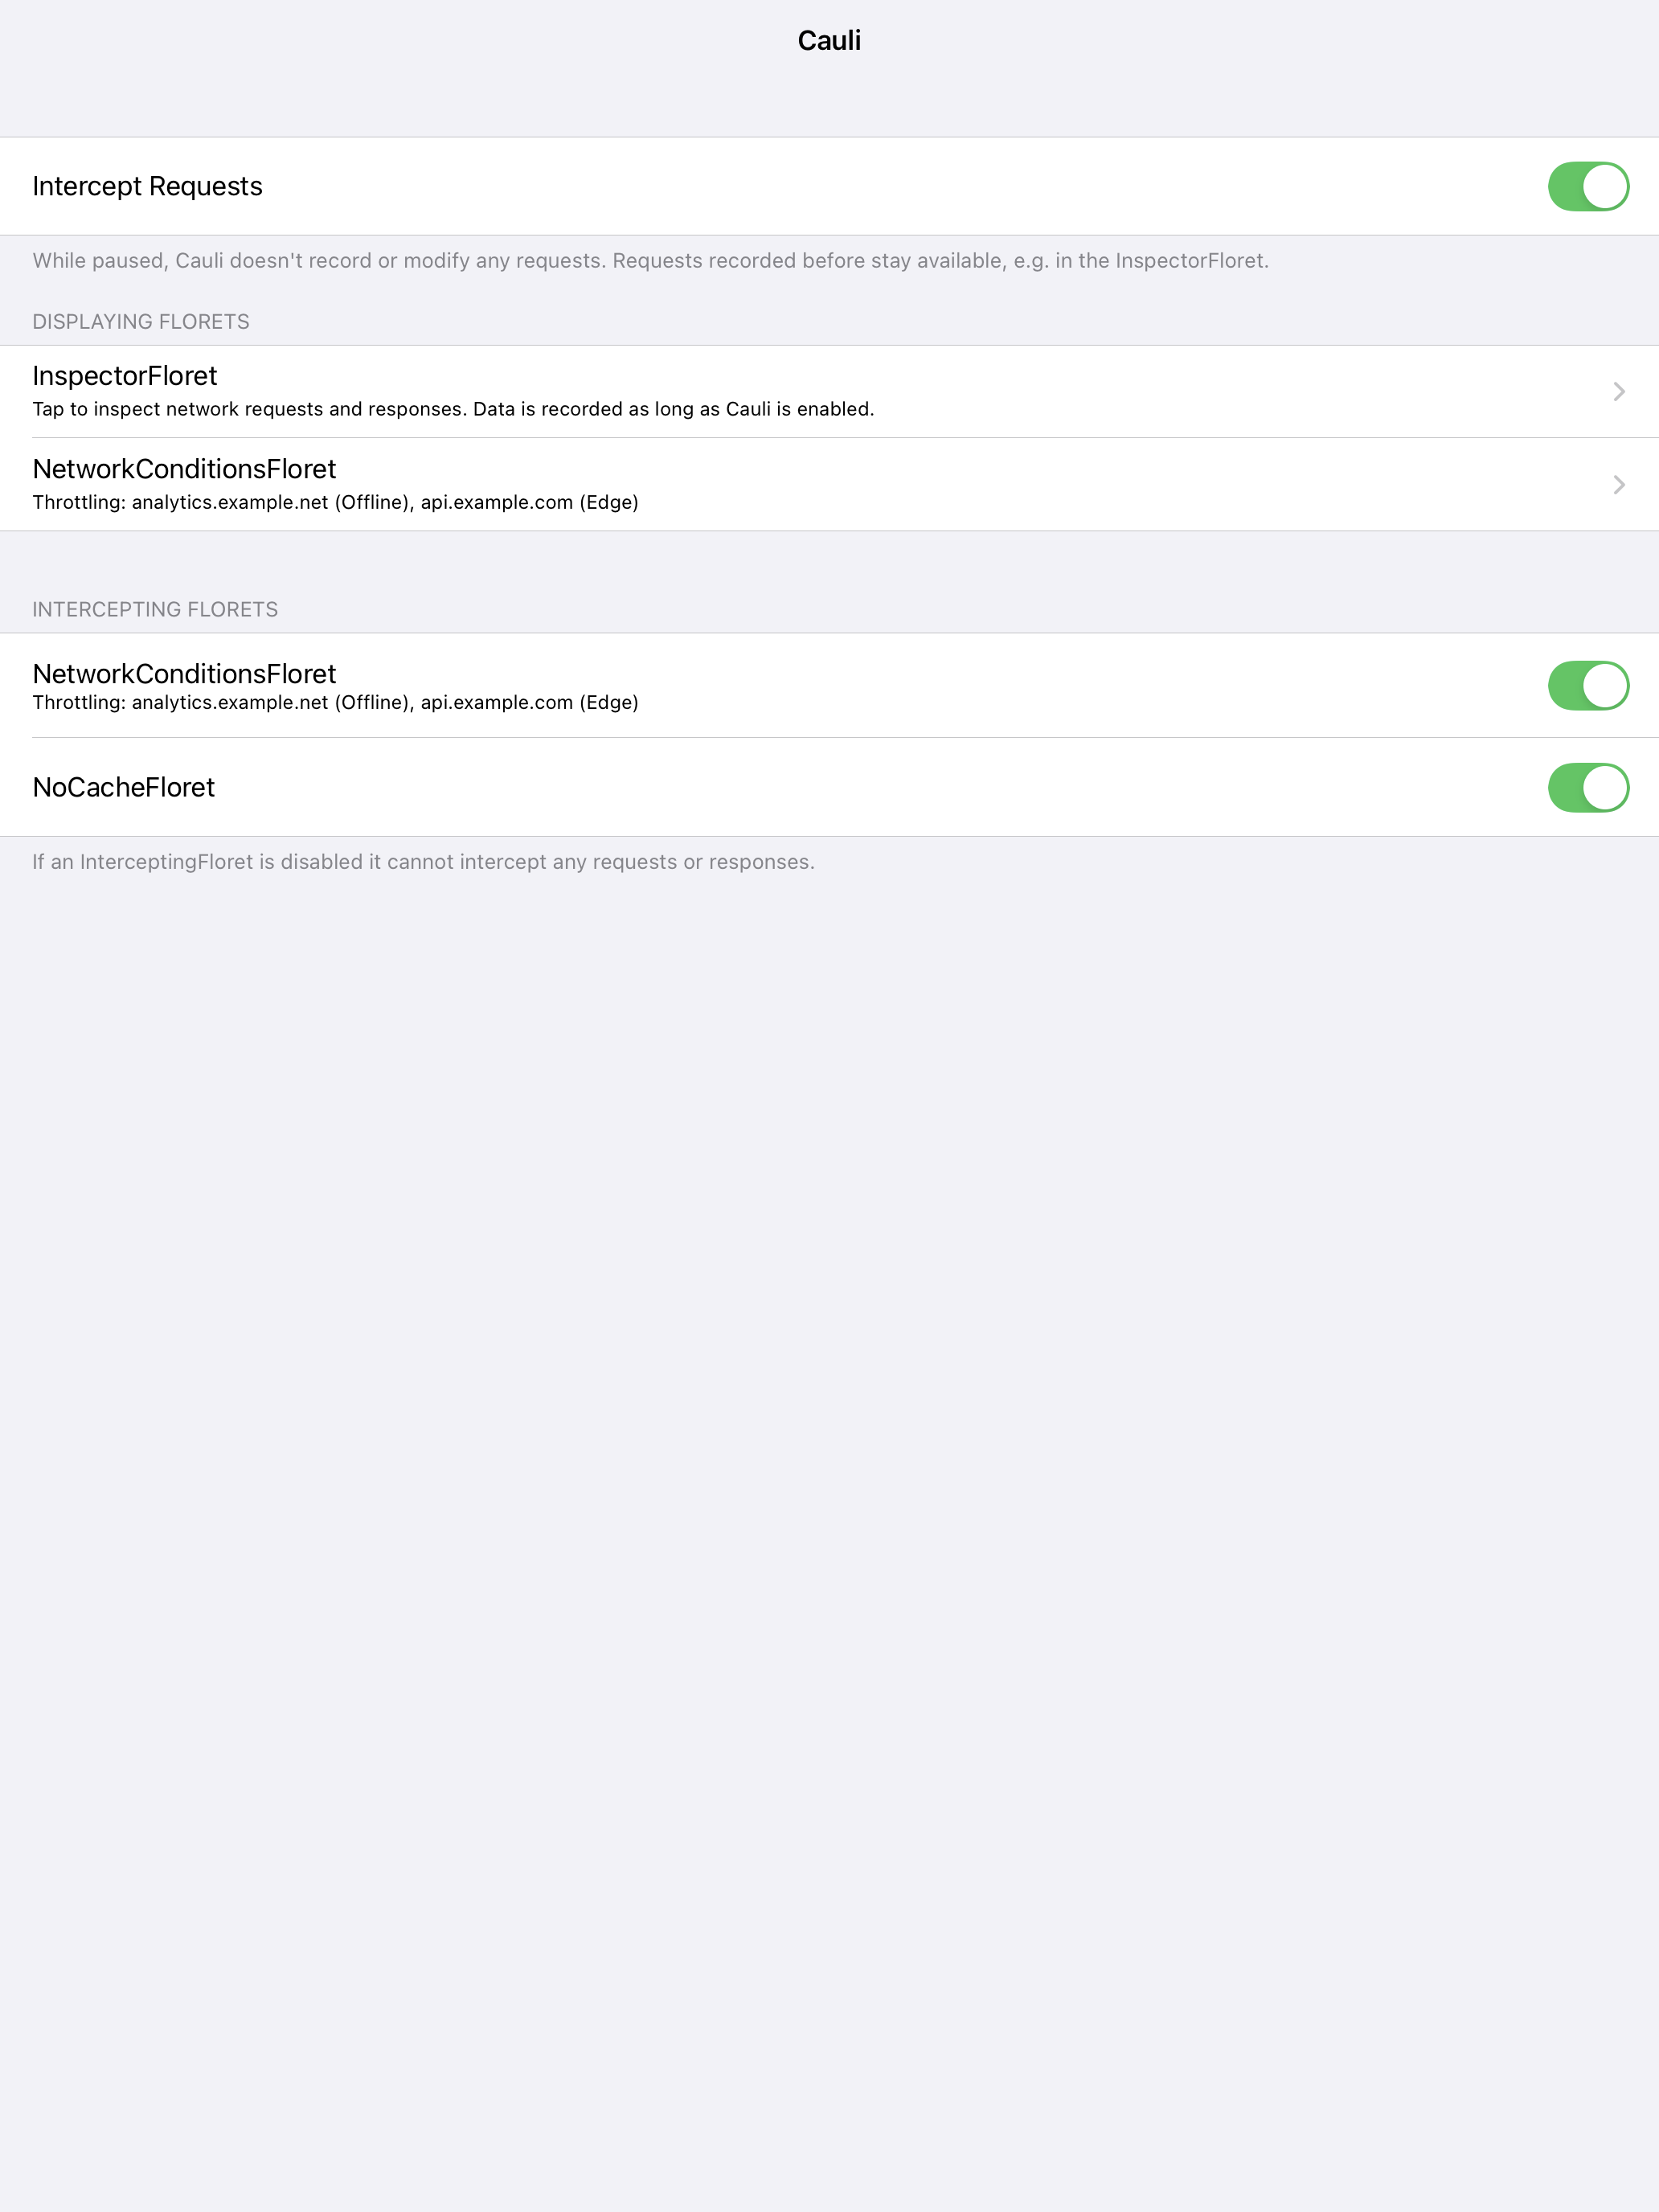 Cauli
Intercept Requests
While paused, Cauli doesn't record or modify any requests. Requests recorded before stay available, e.g. in the InspectorFloret.
DISPLAYING FLORETS
InspectorFloret
Tap to inspect network requests and responses. Data is recorded as long as Cauli is enabled.
NetworkConditionsFloret
Throttling: analytics.example.net (Offline), api.example.com (Edge)
INTERCEPTING FLORETS
NetworkConditionsFloret
Throttling: analytics.example.net (Offline), api.example.com (Edge)
NoCacheFloret
If an InterceptingFloret is disabled it cannot intercept any requests or responses.